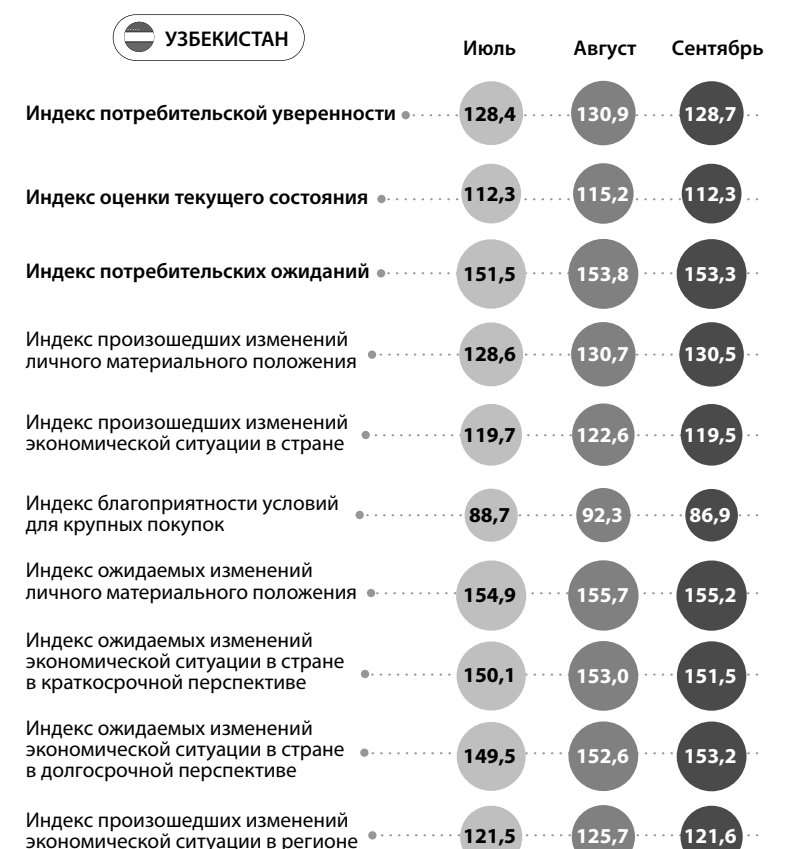 УЗБЕКИСТАН
Июль Август Сентябрь
Индекс потребительской уверенности 128,4 130,9 128,7
Индекс оценки текущего состояния 112,3 115,2 112,3
Индекс потребительских ожиданий 151,5 153,8 153,3
Индекс произошедших изменений
личного материального положения 128,6 130,7 130,5
Индекс произошедших изменений
экономической ситуации в стране 119,7 122,6 119,5
Индекс благоприятности условий
для крупных покупок 88,7 92,3 86,9
Индекс ожидаемых изменений
личного материального положения 154,9 155,7 155,2
Индекс ожидаемых изменений
экономической ситуации в стране
в краткосрочной перспективе 150,1 153,0 151,5
Индекс ожидаемых изменений
экономической ситуации в стране
в долгосрочной перспективе 149,5 152,6 153,2
Индекс произошедших изменений
экономической ситуации в регионе 121,5 125,7 121,6